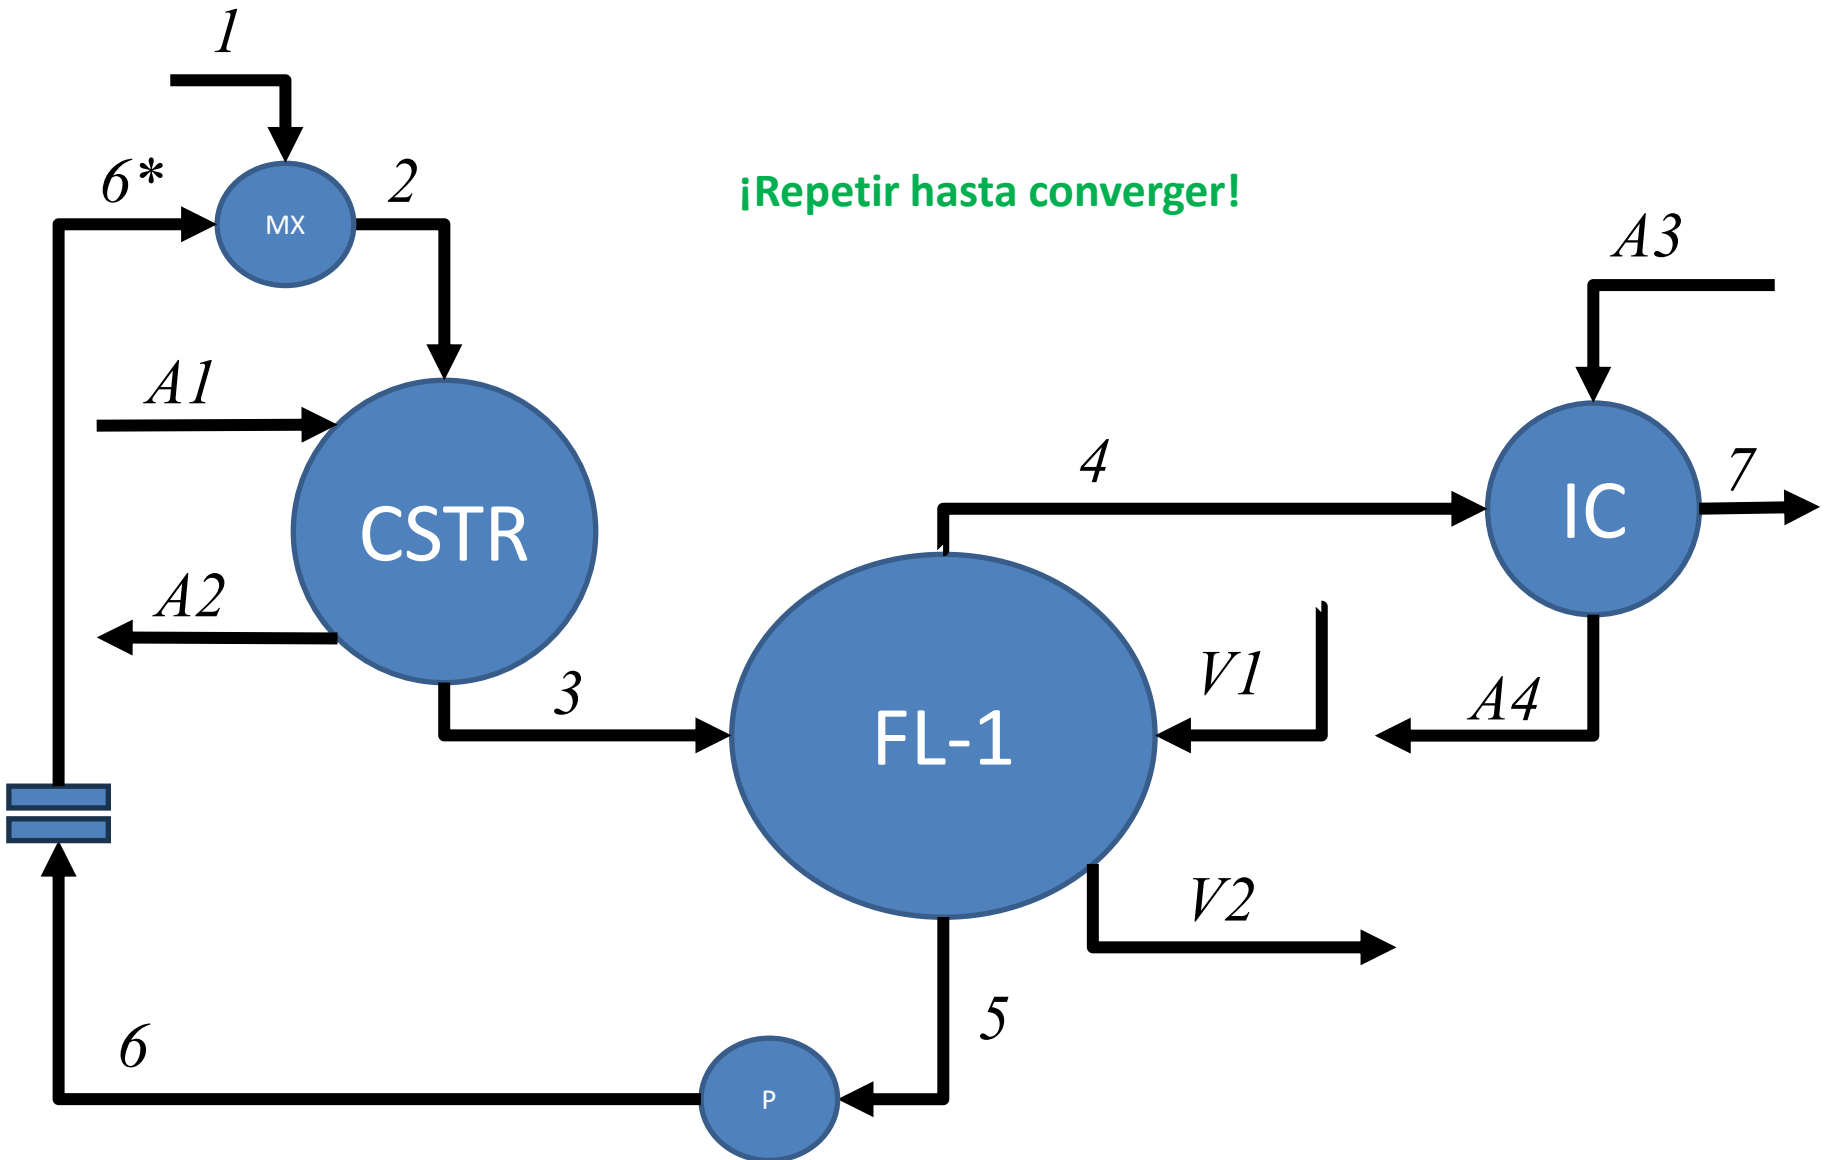 1
6*
2
MX
¡Repetir hasta converger!
A3
A1
4
7
IC
CSTR
A2
3
V1
A4
FL-1
V2
5
6
P